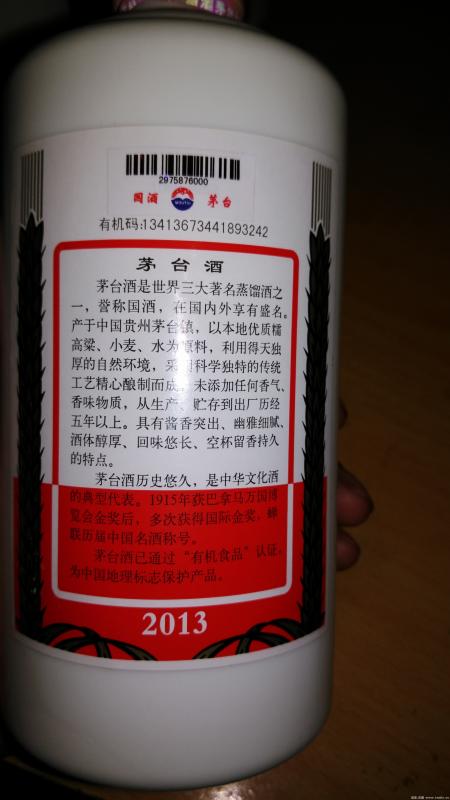 2975876000
国酒 茅台
有机码:13413673441893242
茅台酒
茅台酒是世界三大著名蒸馏酒之
一，誉称国酒，在国内外享有盛名。
产于中国贵州茅台镇，以本地优质糯
高粱、小麦、水为原料，利用得天独
厚的自然环境，采用科学独特的传统
工艺精心酿制而成，未添加任何香气、
香味物质，从生产、贮存到出厂历经
五年以上。具有酱香突出、幽雅细腻、
酒体醇厚、回味悠长、空杯留香持久
的特点。
茅台酒历史悠久，是中华文化酒
的典型代表。1915年获巴拿马万国博
览会金奖后，多次获得国际金奖，蝉
联历届中国名酒称号。
茅台酒已通过“有机食品”认证，
为中国地理标志保护产品。
2013